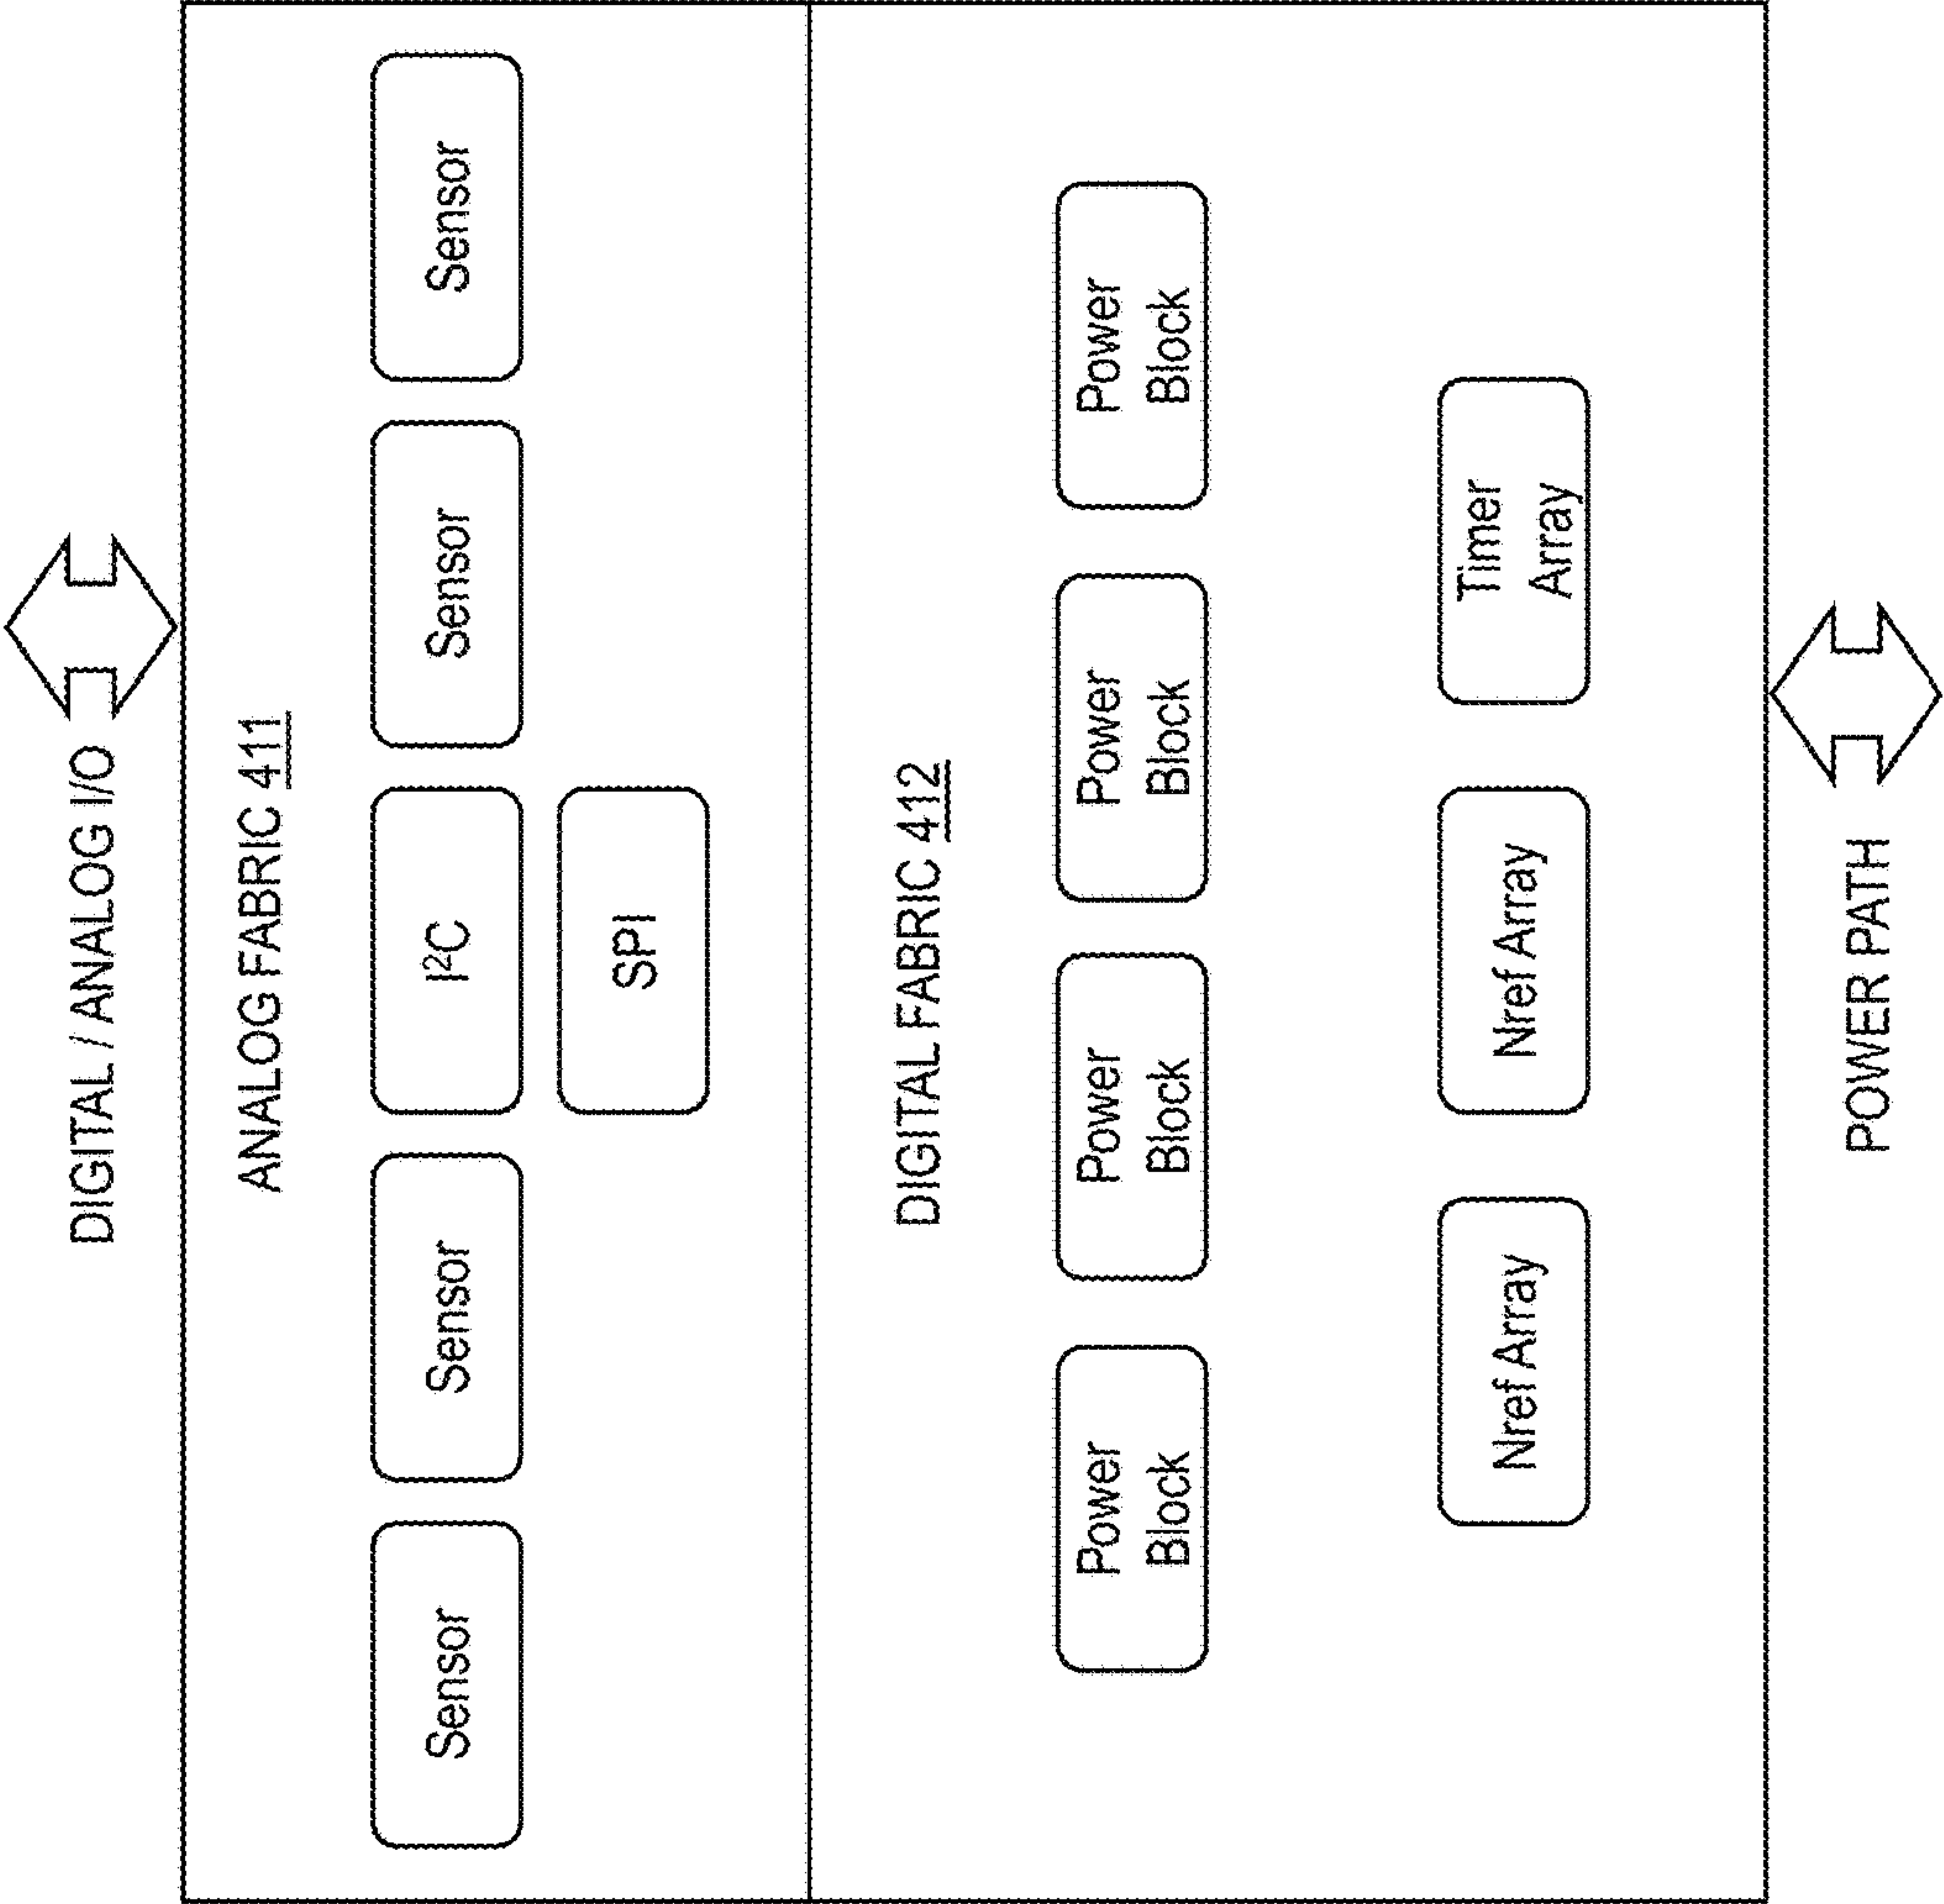 DIGITAL / ANALOG I/O
ANALOG FABRIC 411
Sensor
Sensor
I²C
Sensor
Sensor
SPI
DIGITAL FABRIC 412
Power
Block
Power
Block
Power
Block
Power
Block
Nref Array
Nref Array
Timer
Array
POWER PATH